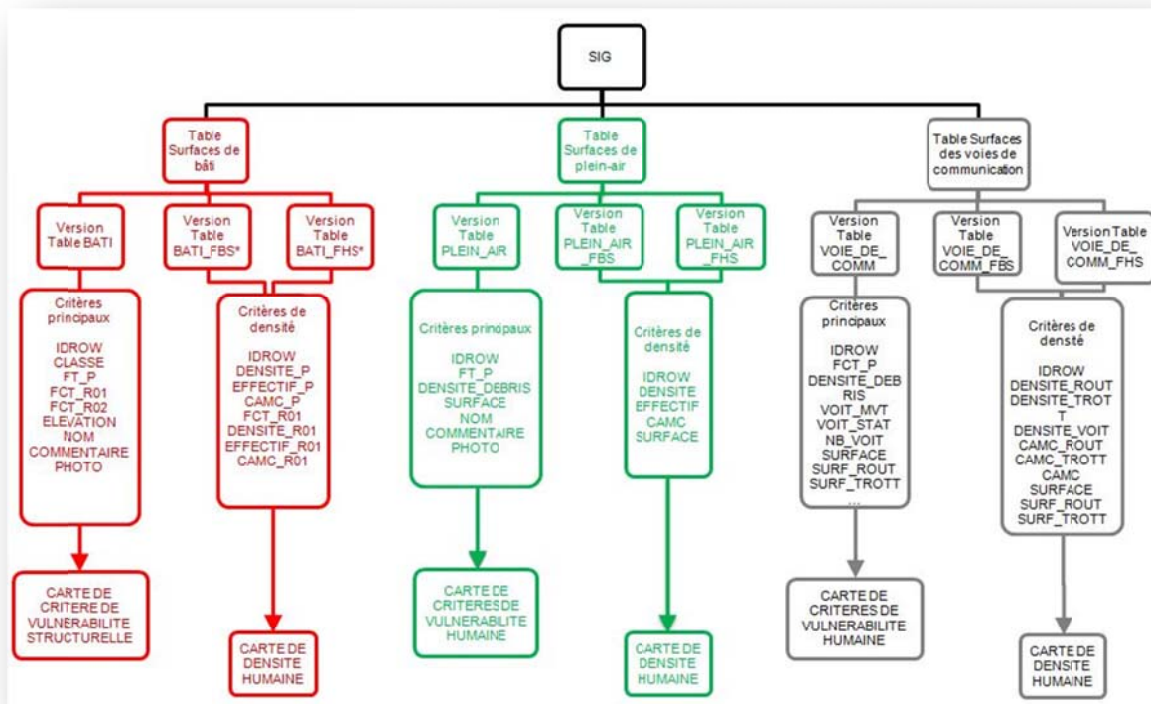 SIG
Table
Surfaces de
bâti
Table
Surfaces de
plein-air
Table Surfaces
des voies de
communication
Version
Table BATI
Version
Table
BATI_FBS*
Version
Table
BATI_FHS*
Version
Table
PLEIN_AIR
Version
Table
PLEIN_AIR
_FBS
Version
Table
PLEIN_AIR
_FHS
Version
Table
VOIE_DE_
COMM
Version
Table
VOIE_DE_
COMM_FBS
Version Table
VOIE_DE_
COMM_FHS
Critères
principaux
IDROW
CLASSE
FT_P
FCT_R01
FCT_R02
ELEVATION
NOM
COMMENTAIRE
PHOTO
Critères de
densité
IDROW
DENSITE_P
EFFECTIF_P
CAMC_P
FCT_R01
DENSITE_R01
EFFECTIF_R01
CAMC_R01
Critères principaux
IDROW
FT_P
DENSITE_DEBRIS
SURFACE
NOM
COMMENTAIRE
PHOTO
Critères de
densité
IDROW
DENSITE
EFFECTIF
CAMC
SURFACE
Critères
principaux
IDROW
FCT_P
DENSITE_DEB
RIS
VOIT_MVT
VOIT_STAT
NB_VOIT
SURFACE
SURF_ROUT
SURF_TROTT
...
Critères de
densté
IDROW
DENSITE_ROUT
DENSITE_TROT
T
DENSITE_VOIT
CAMC_ROUT
CAMC_TROTT
CAMC
SURFACE
SURF_ROUT
SURF_TROTT
CARTE DE
CRITERE DE
VULNERABILITE
STRUCTURELLE
CARTE DE
DENSITE
HUMAINE
CARTE DE
CRITERES DE
VULNERABILITE
HUMAINE
CARTE DE
DENSITE
HUMAINE
CARTE DE
CRITERES DE
VULNERABILITE
HUMAINE
CARTE DE
DENSITE
HUMAINE